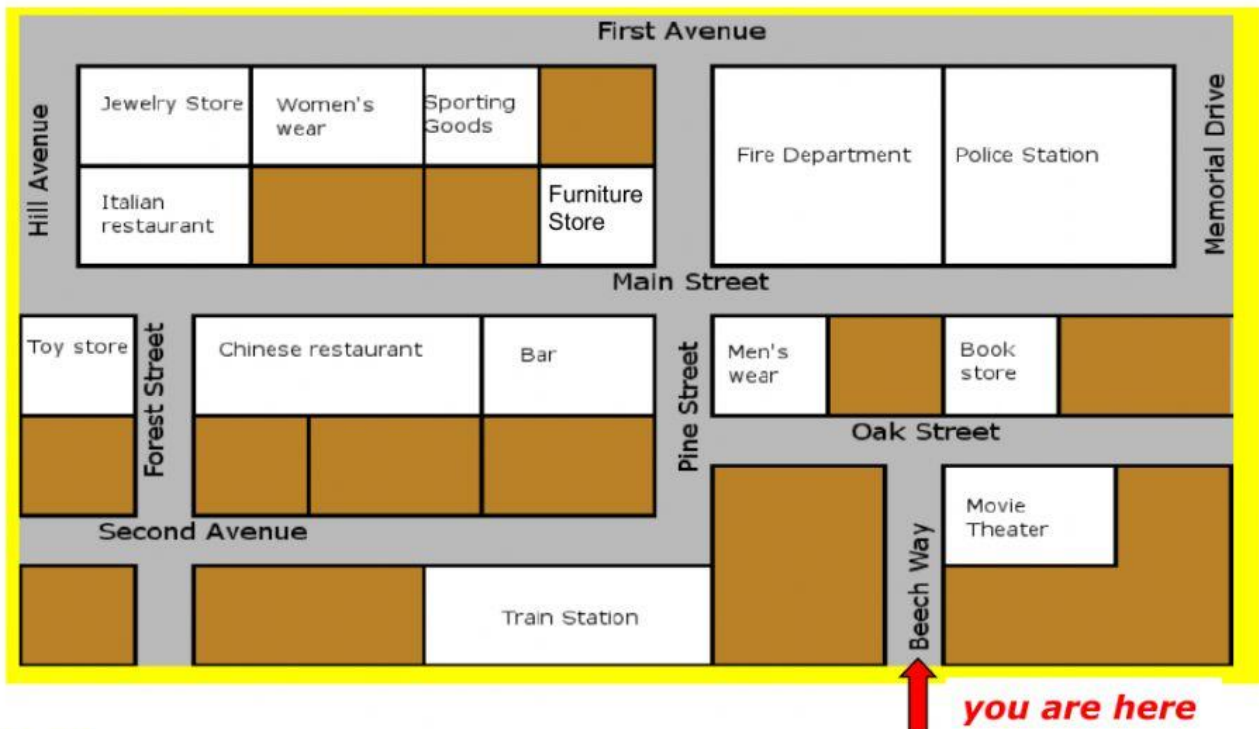 First Avenue
Hill Avenue
Jewelry Store
Women's
wear
Sporting
Goods
Fire Department
Police Station
Memorial Drive
Italian
restaurant
Furniture
Store
Main Street
Toy store
Forest Street
Chinese restaurant
Bar
Pine Street
Men's
wear
Book
store
Oak Street
Second Avenue
Movie
Theater
Beech Way
Train Station
you are here